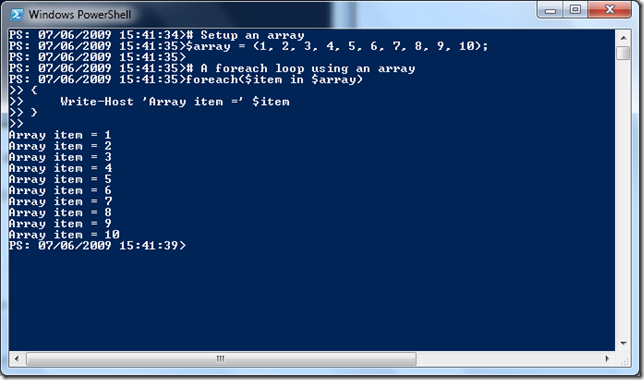 Windows PowerShell
PS: 07/06/2009 15:41:34># Setup an array
PS: 07/06/2009 15:41:35>$array = (1, 2, 3, 4, 5, 6, 7, 8, 9, 10);
PS: 07/06/2009 15:41:35>
PS: 07/06/2009 15:41:35># A foreach loop using an array
PS: 07/06/2009 15:41:35>foreach($item in $array)
>> {
>>     Write-Host 'Array item =' $item
>> }
>>
Array item = 1
Array item = 2
Array item = 3
Array item = 4
Array item = 5
Array item = 6
Array item = 7
Array item = 8
Array item = 9
Array item = 10
PS: 07/06/2009 15:41:39>